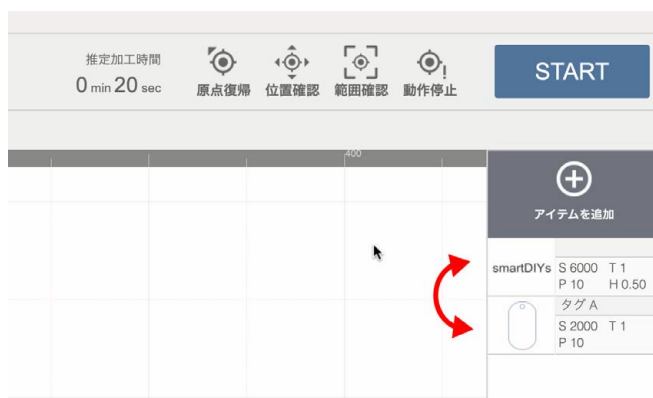 推定加工時間
0 min 20 sec
原点復帰
位置確認
範囲確認
動作停止
START
400
アイテムを追加
smartDIYs
S 6000 T 1
P 10 H 0.50
タグ A
S 2000 T 1
P 10